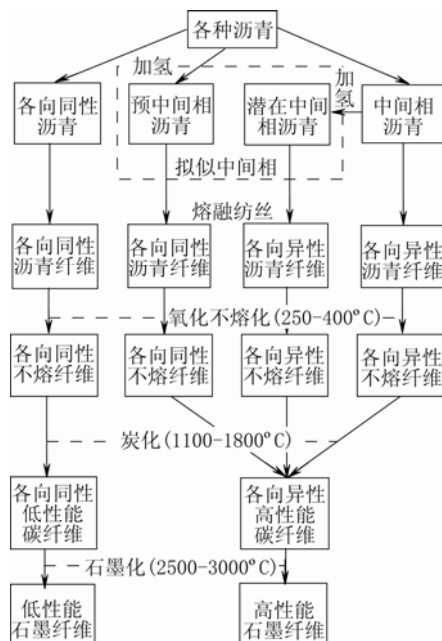 各种沥青
加氢
加氢
各向同性
沥青
预中间相
沥青
潜在中间
相沥青
中间相
沥青
拟似中间相
熔融纺丝
各向同性
沥青纤维
各向同性
沥青纤维
各向异性
沥青纤维
各向异性
沥青纤维
氧化不熔化(250-400°C)
各向同性
不熔纤维
各向同性
不熔纤维
各向异性
不熔纤维
各向异性
不熔纤维
炭化(1100-1800°C)
各向同性
低性能
碳纤维
各向异性
高性能
碳纤维
石墨化(2500-3000°C)
低性能
石墨纤维
高性能
石墨纤维